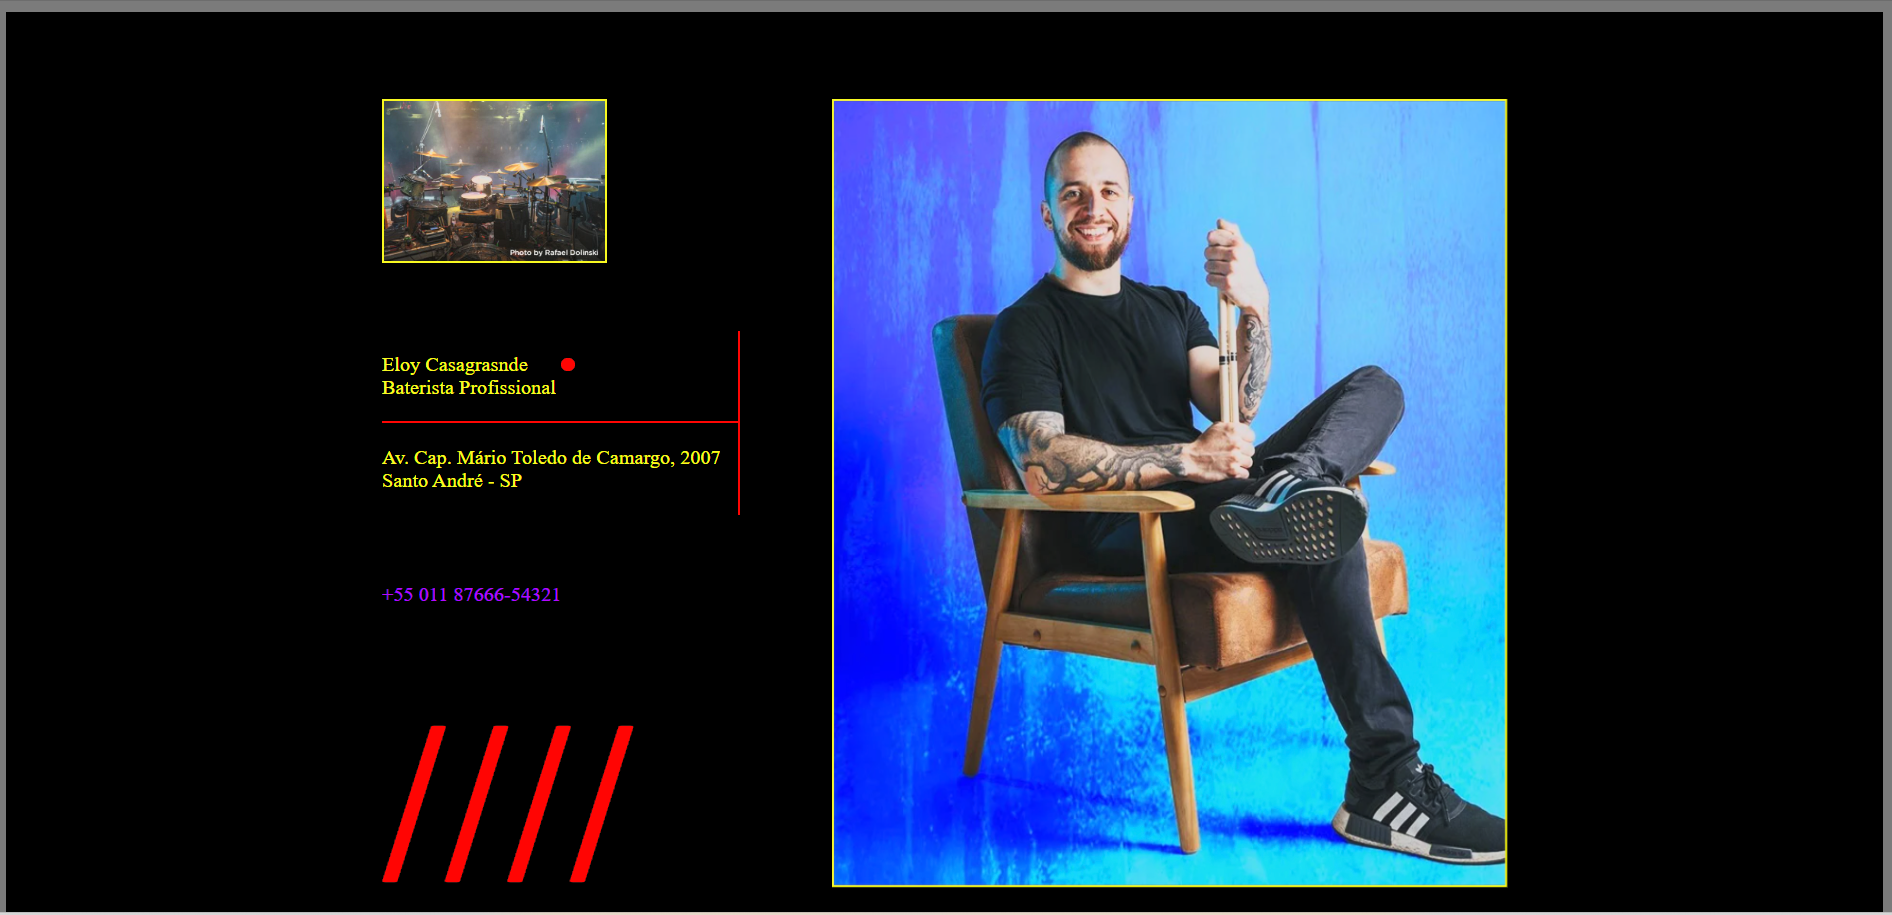 Photo by Rafael Dolinski
Eloy Casagrasnde
Baterista Profissional
Av. Cap. Mário Toledo de Camargo, 2007
Santo André - SP
+55 011 87666-54321